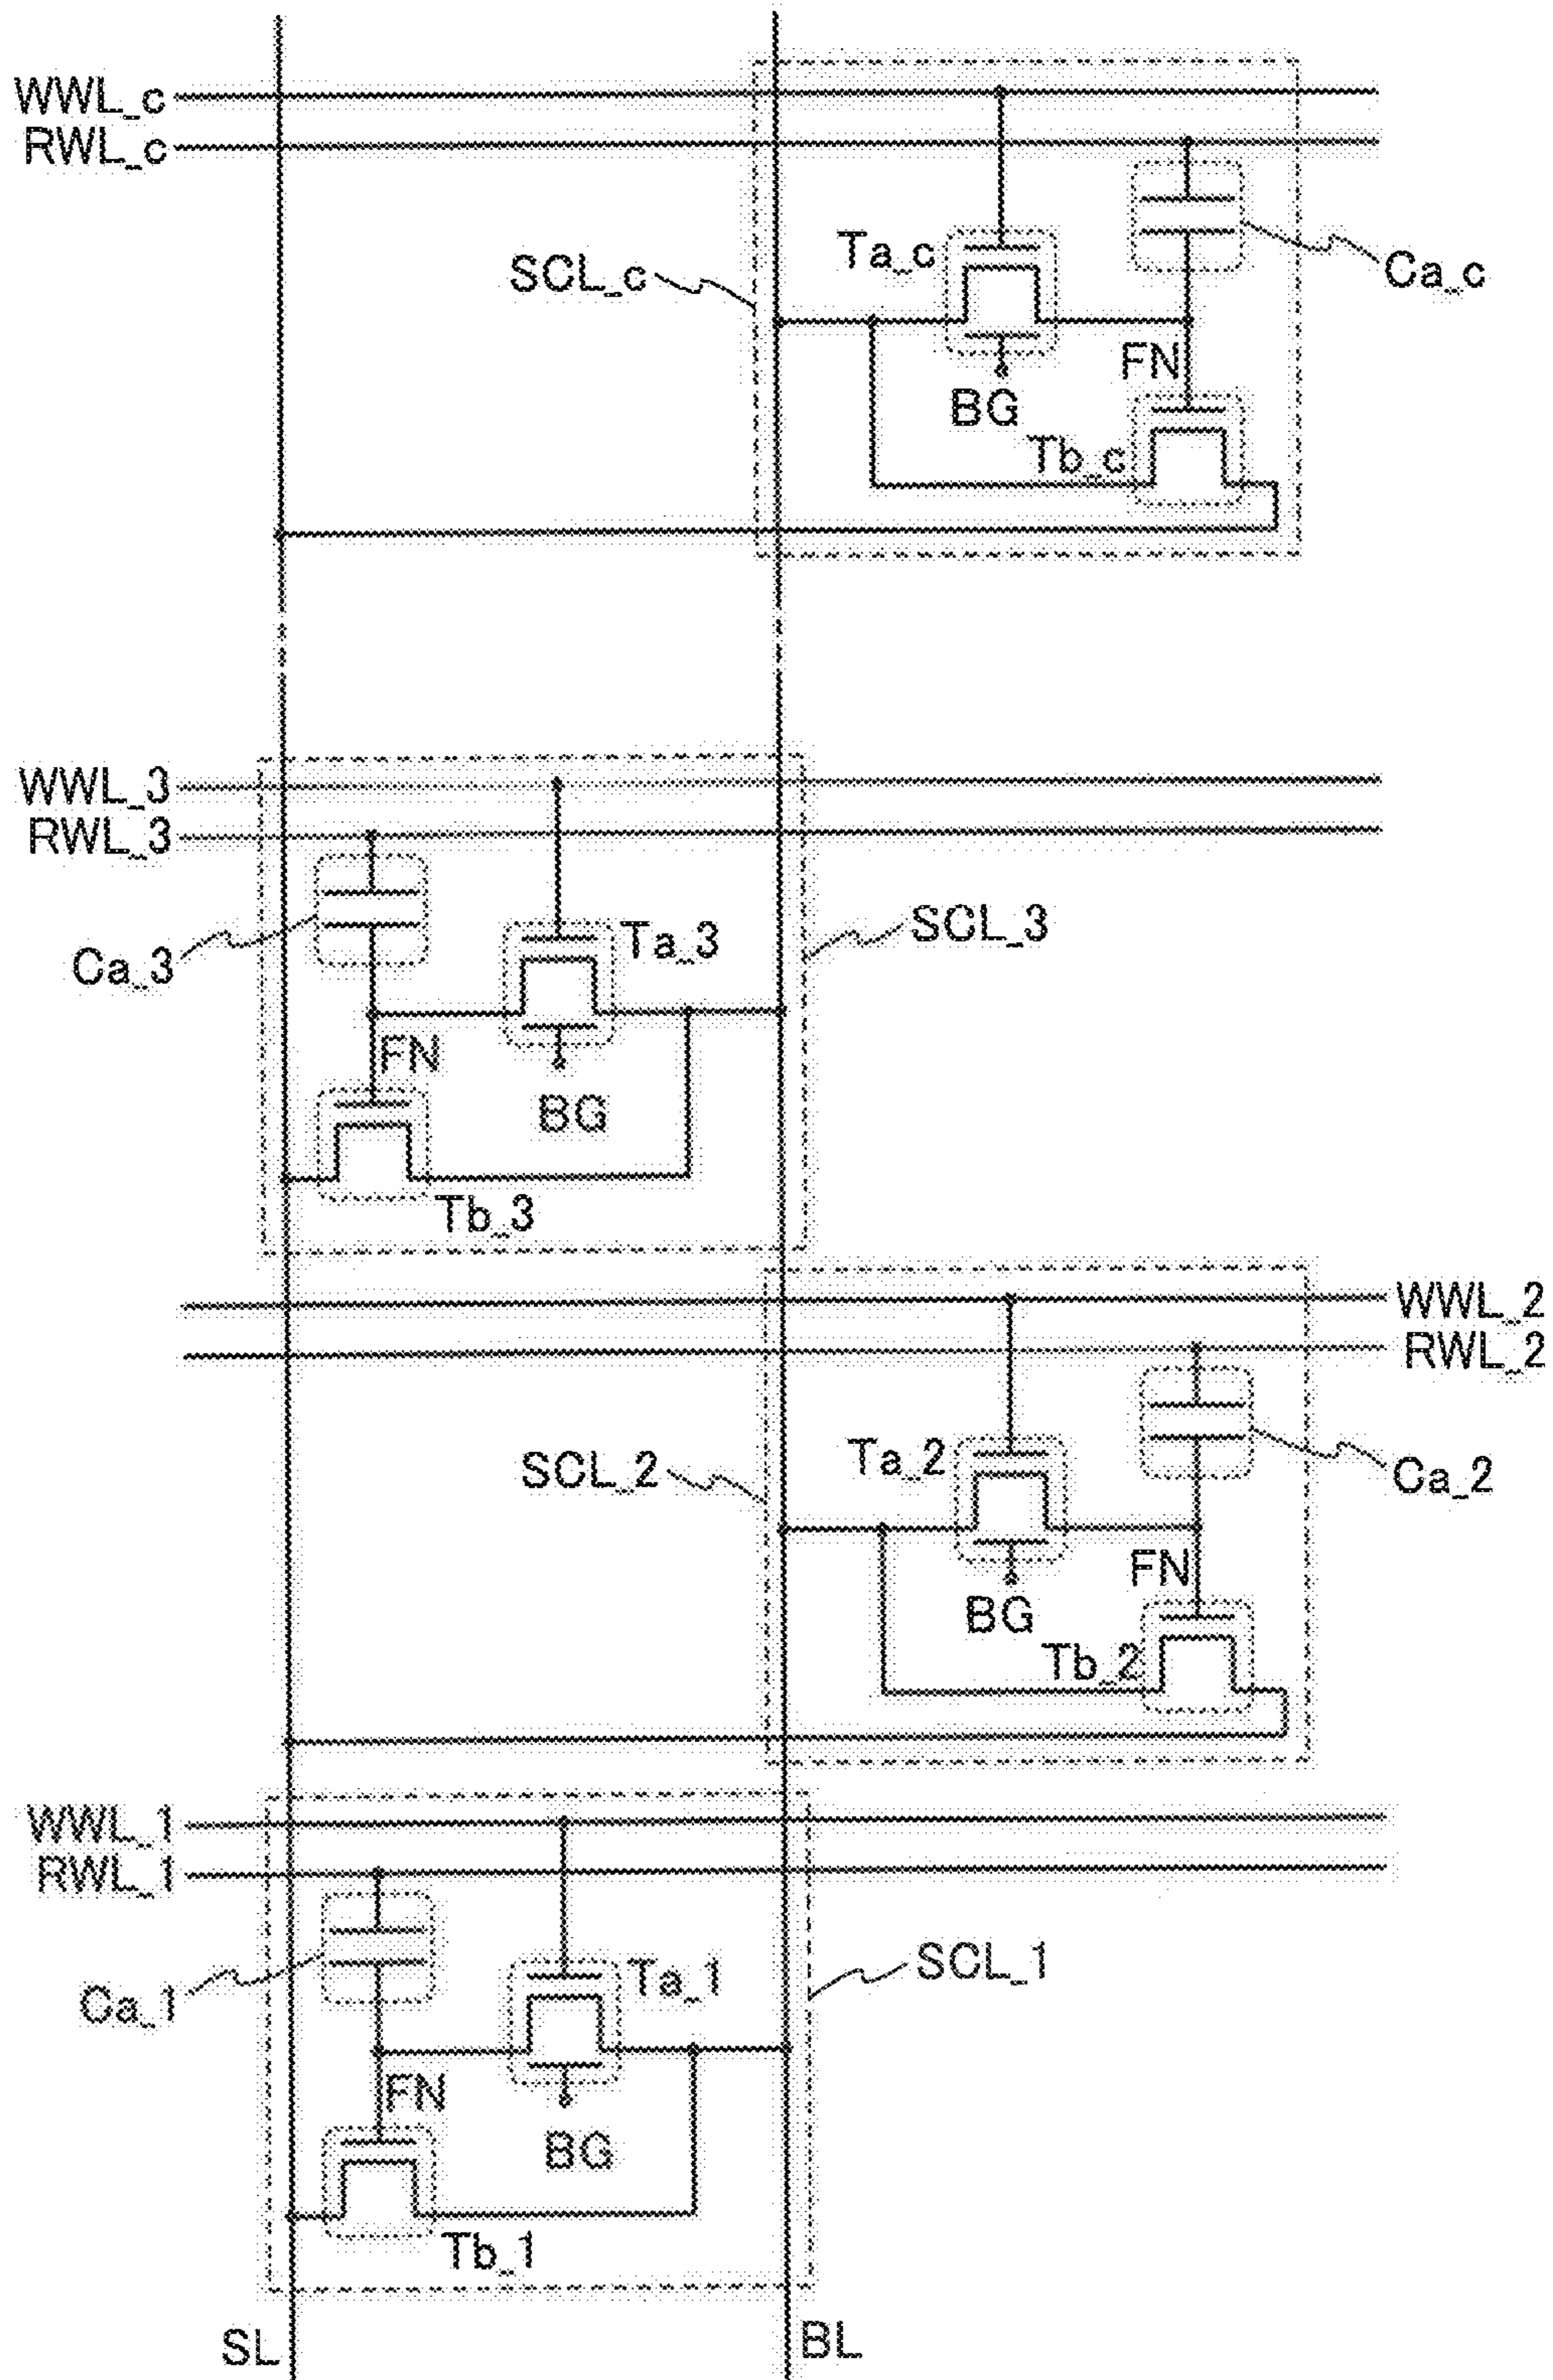 WWL_c
RWL_c
Ta_c
SCL_c
Ca_c
FN
BG
Tb_c
WWL_3
RWL_3
Ta_3
SCL_3
Ca_3
FN
BG
Tb_3
WWL_2
RWL_2
Ta_2
SCL_2
Ca_2
FN
BG
Tb_2
WWL_1
RWL_1
Ta_1
SCL_1
Ca_1
FN
BG
Tb_1
SL
BL